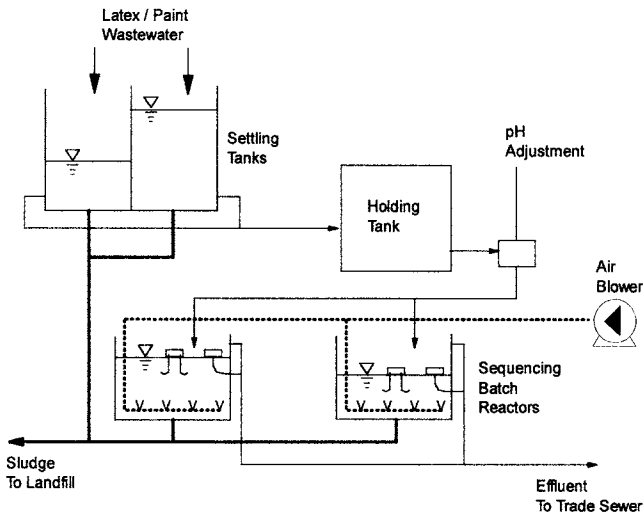 Latex / Paint
Wastewater
Settling
Tanks
pH
Adjustment
Holding
Tank
Air
Blower
Sequencing
Batch
Reactors
Sludge
To Landfill
Effluent
To Trade Sewer